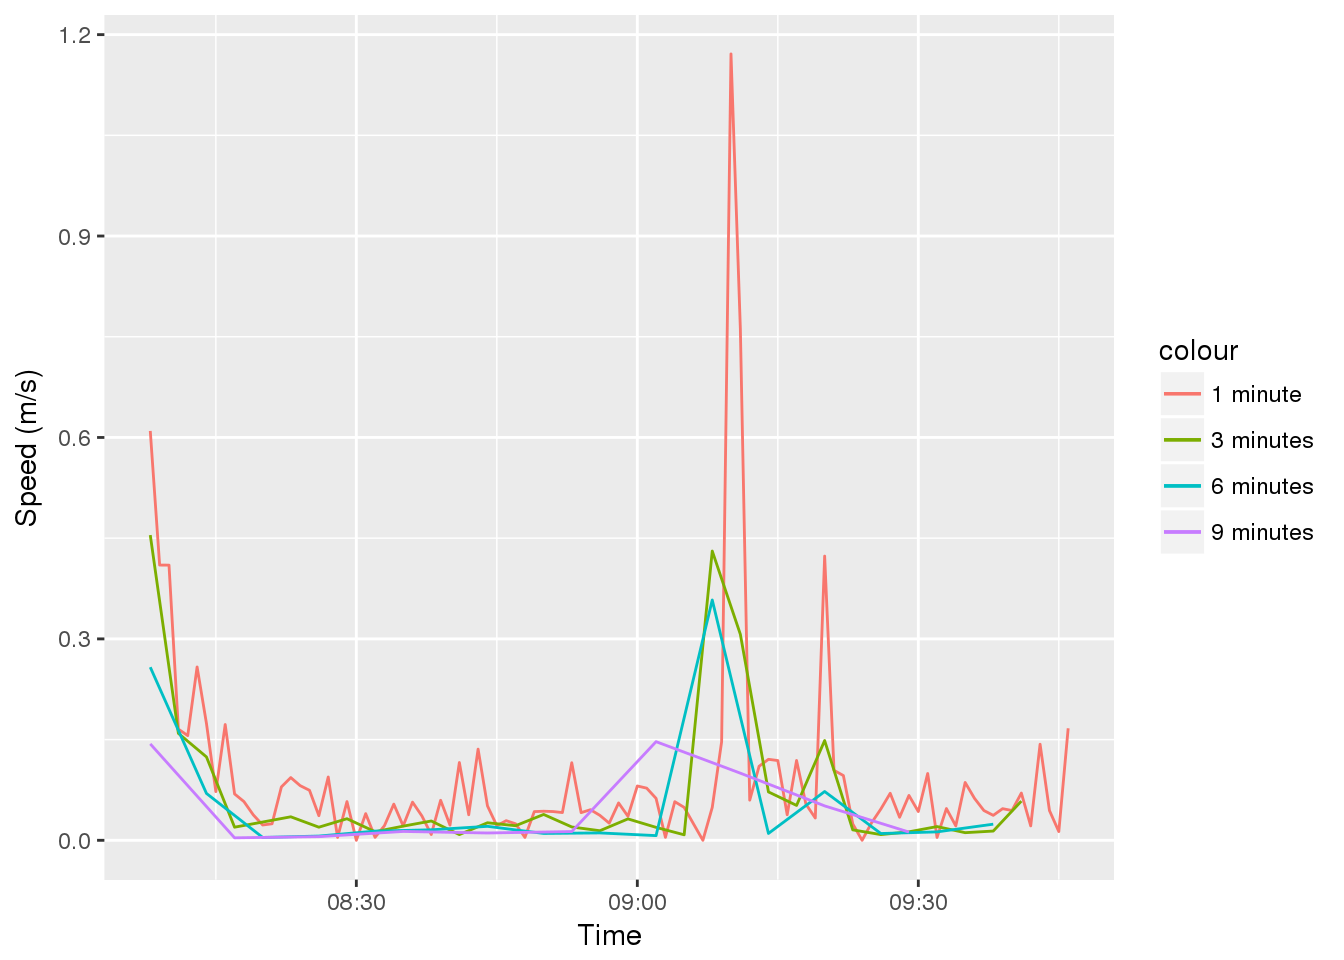 1.2
0.9
0.6
0.3
0.0
Speed (m/s)
08:30
09:00
09:30
Time
colour
1 minute
3 minutes
6 minutes
9 minutes